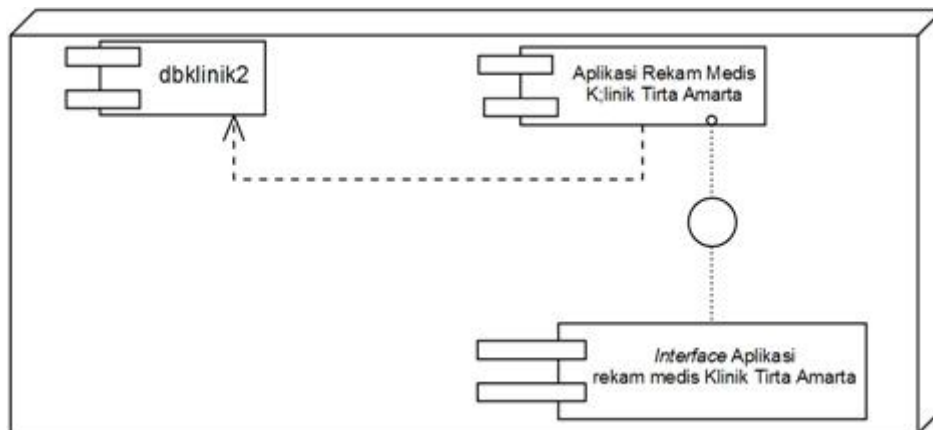 dbklinik2
Aplikasi Rekam Medis
K;linik Tirta Amarta
Interface Aplikasi
rekam medis Klinik Tirta Amarta